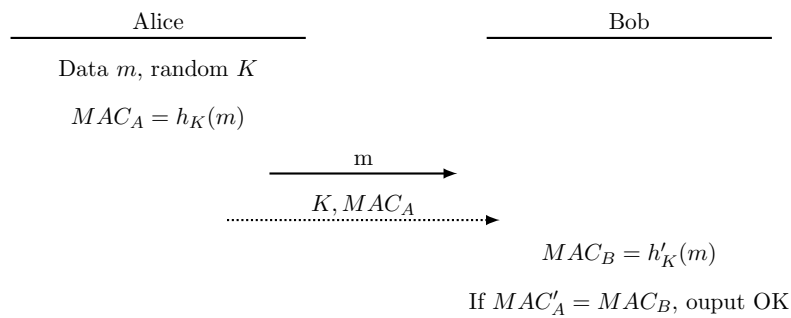 Alice Bob
Data m, random K
MAC_A = h_K(m)
m
K, MAC_A
MAC_B = h'_K(m)
If MAC'_A = MAC_B, ouput OK